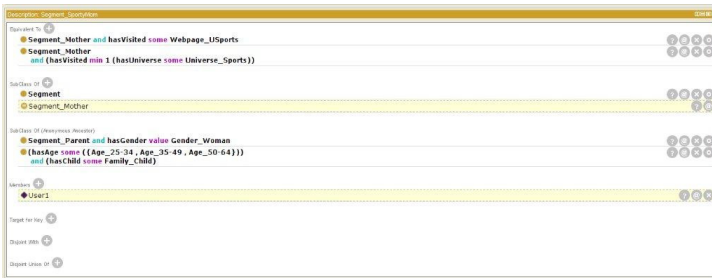 Description: Segment_SportyMom
Equivalent To
Segment_Mother and hasVisited some Webpage_USports
Segment_Mother
and (hasVisited min 1 (hasUniverse some Universe_Sports))
SubClass Of
Segment
Segment_Mother
SubClass Of (Anonymous Ancestor)
Segment_Parent and hasGender value Gender_Woman
(hasAge some ({Age_25-34 , Age_35-49 , Age_50-64}))
and (hasChild some Family_Child)
Members
User1
Target for Key
Disjoint With
Disjoint Union Of